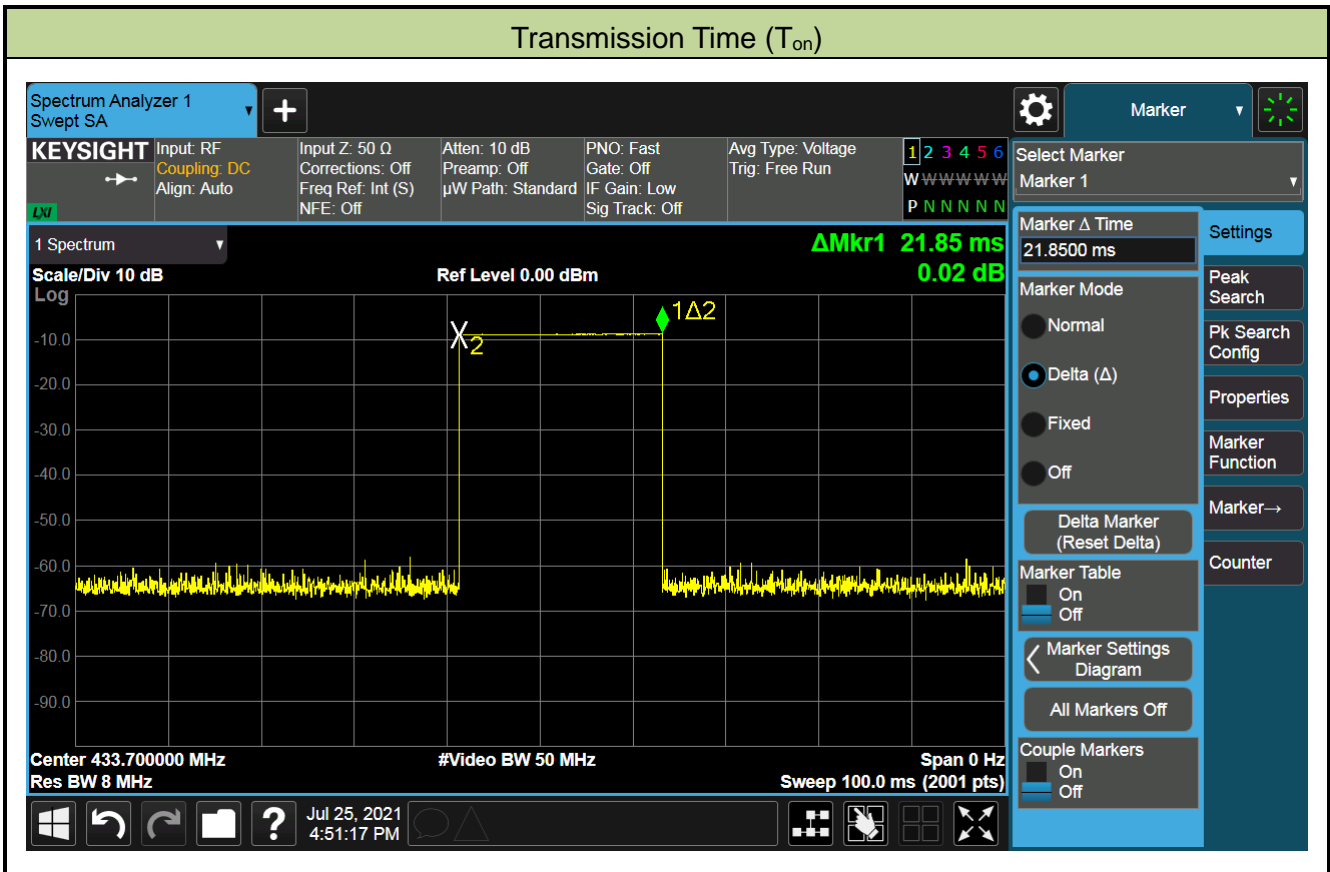 Transmission Time (Ton)
Spectrum Analyzer 1
Swept SA
Marker
KEYSIGHT
LXI
Input: RF
Coupling: DC
Align: Auto
Input Z: 50 Ω
Corrections: Off
Freq Ref: Int (S)
NFE: Off
Atten: 10 dB
Preamp: Off
µW Path: Standard
PNO: Fast
Gate: Off
IF Gain: Low
Sig Track: Off
Avg Type: Voltage
Trig: Free Run
1 2 3 4 5 6
W W W W W W
P N N N N N
Select Marker
Marker 1
1 Spectrum
ΔMkr1 21.85 ms
0.02 dB
Scale/Div 10 dB
Ref Level 0.00 dBm
Log
-10.0
-20.0
-30.0
-40.0
-50.0
-60.0
-70.0
-80.0
-90.0
X2
1Δ2
Center 433.700000 MHz
#Video BW 50 MHz
Span 0 Hz
Res BW 8 MHz
Sweep 100.0 ms (2001 pts)
Marker Δ Time
21.8500 ms
Marker Mode
Normal
Delta (Δ)
Fixed
Off
Delta Marker
(Reset Delta)
Marker Table
On
Off
Marker Settings
Diagram
All Markers Off
Couple Markers
On
Off
Settings
Peak
Search
Pk Search
Config
Properties
Marker
Function
Marker→
Counter
?
Jul 25, 2021
4:51:17 PM